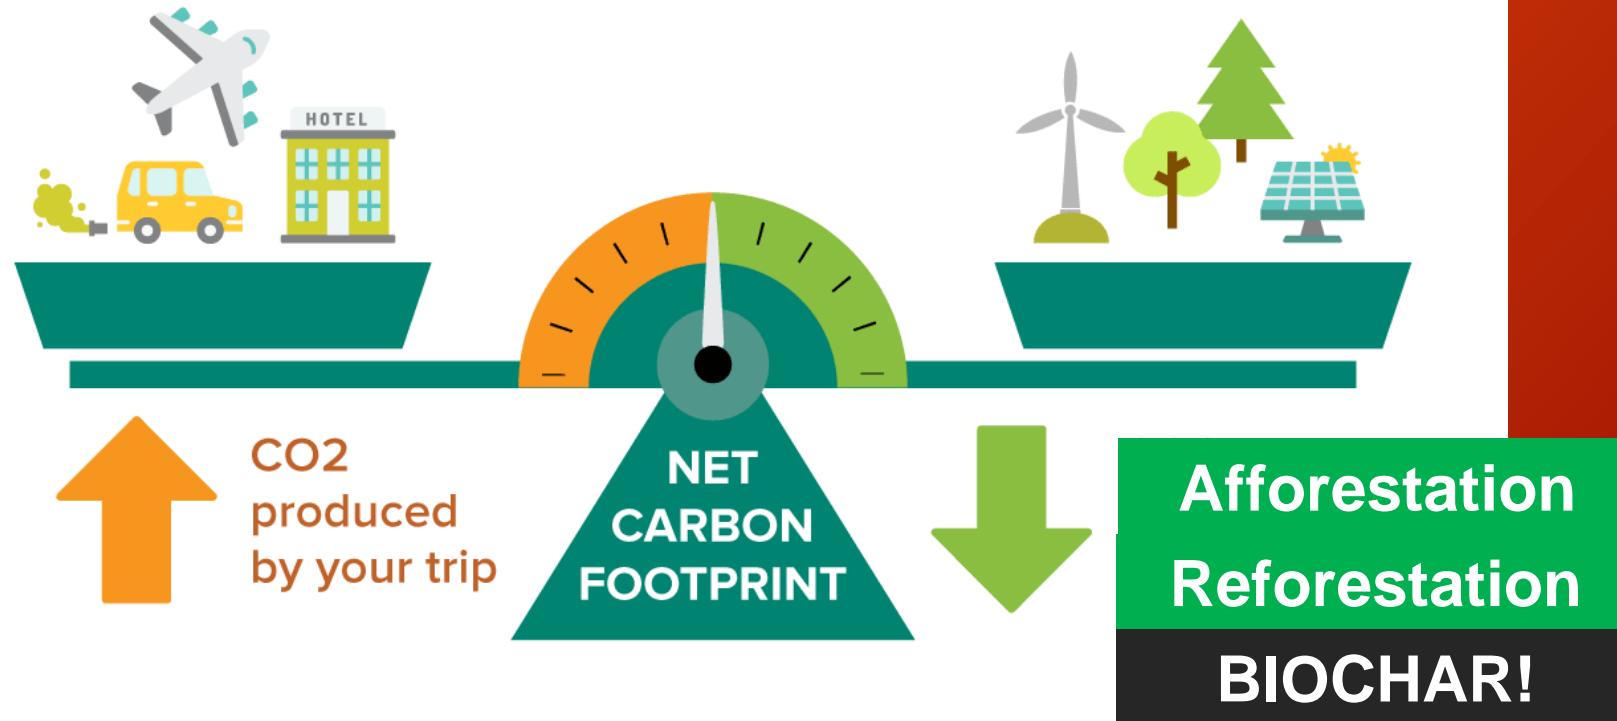 HOTEL
CO2
produced
by your trip
NET
CARBON
FOOTPRINT
Afforestation
Reforestation
BIOCHAR!